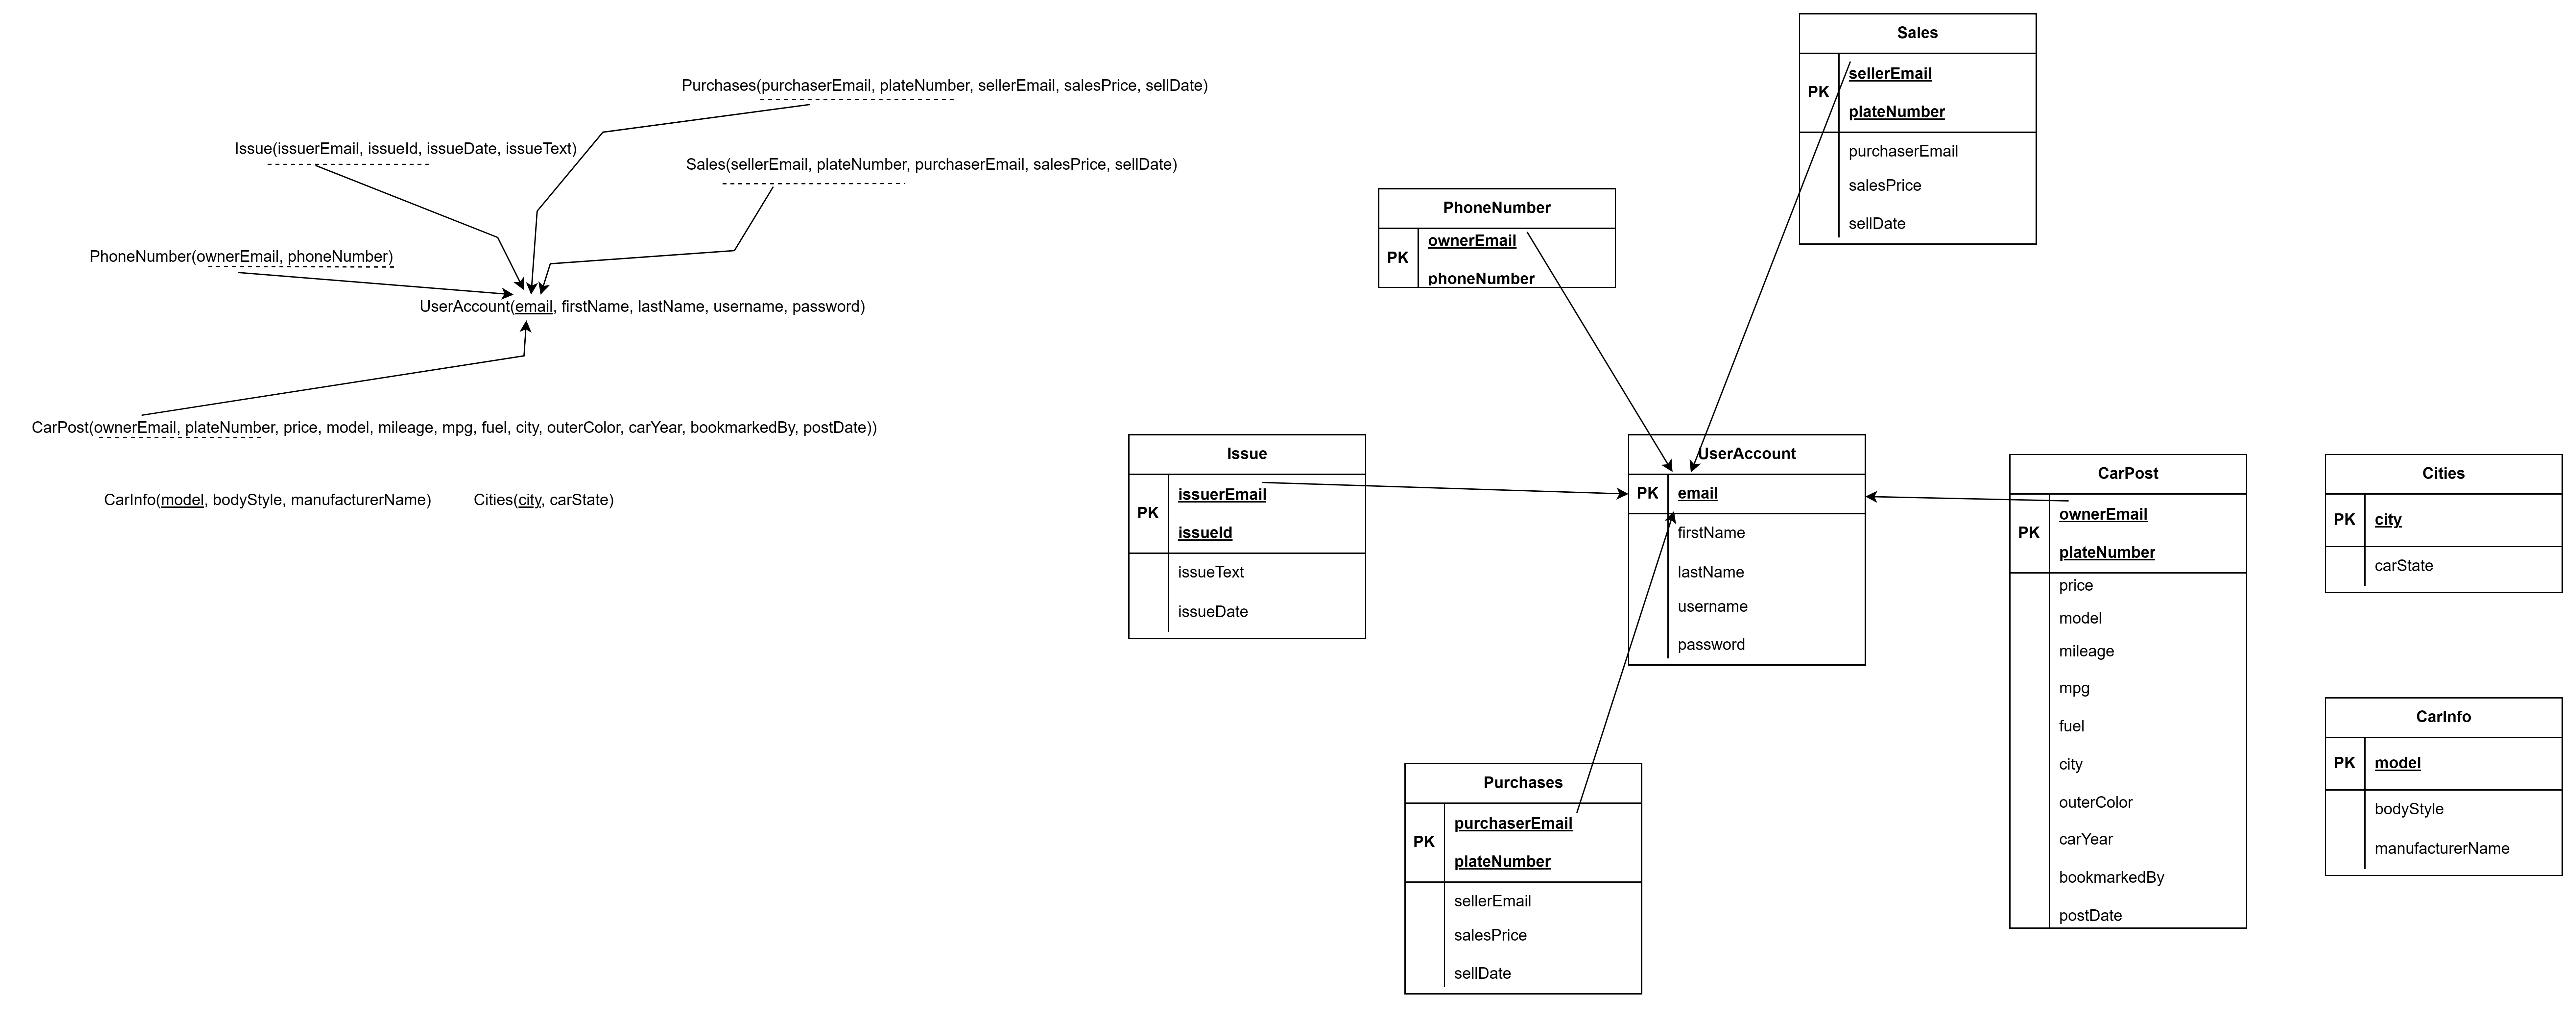 Purchases(purchaserEmail, plateNumber, sellerEmail, salesPrice, sellDate)
Issue(issuerEmail, issueId, issueDate, issueText)
Sales(sellerEmail, plateNumber, purchaserEmail, salesPrice, sellDate)
PhoneNumber(ownerEmail, phoneNumber)
UserAccount(email, firstName, lastName, username, password)
CarPost(ownerEmail, plateNumber, price, model, mileage, mpg, fuel, city, outerColor, carYear, bookmarkedBy, postDate))
CarInfo(model, bodyStyle, manufacturerName)
Cities(city, carState)
Sales
PK
sellerEmail
plateNumber
purchaserEmail
salesPrice
sellDate
PhoneNumber
PK
ownerEmail
phoneNumber
Issue
PK
issuerEmail
issueId
issueText
issueDate
UserAccount
PK
email
firstName
lastName
username
password
CarPost
PK
ownerEmail
plateNumber
price
model
mileage
mpg
fuel
city
outerColor
carYear
bookmarkedBy
postDate
Cities
PK
city
carState
CarInfo
PK
model
bodyStyle
manufacturerName
Purchases
PK
purchaserEmail
plateNumber
sellerEmail
salesPrice
sellDate